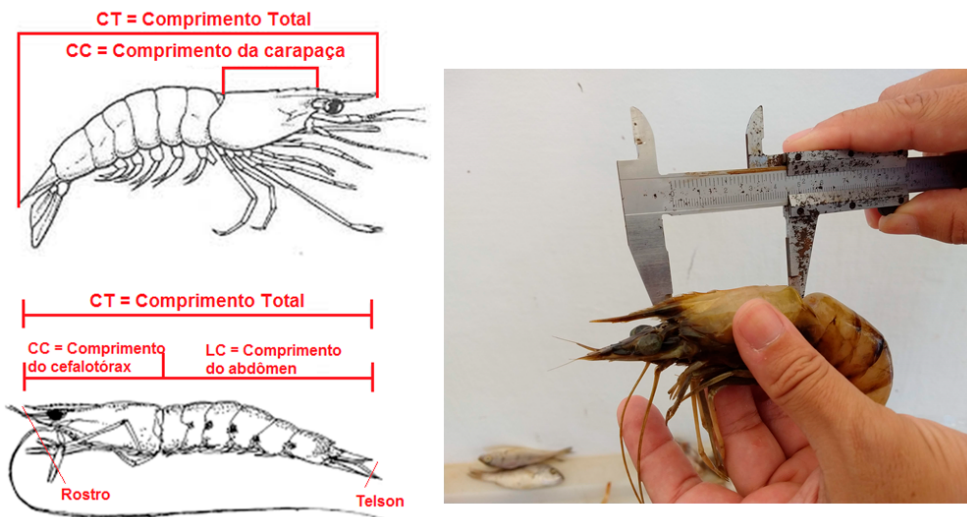 CT = Comprimento Total
CC = Comprimento da carapaça
CT = Comprimento Total
CC = Comprimento
do cefalotórax
LC = Comprimento
do abdômen
Rostro
Telson